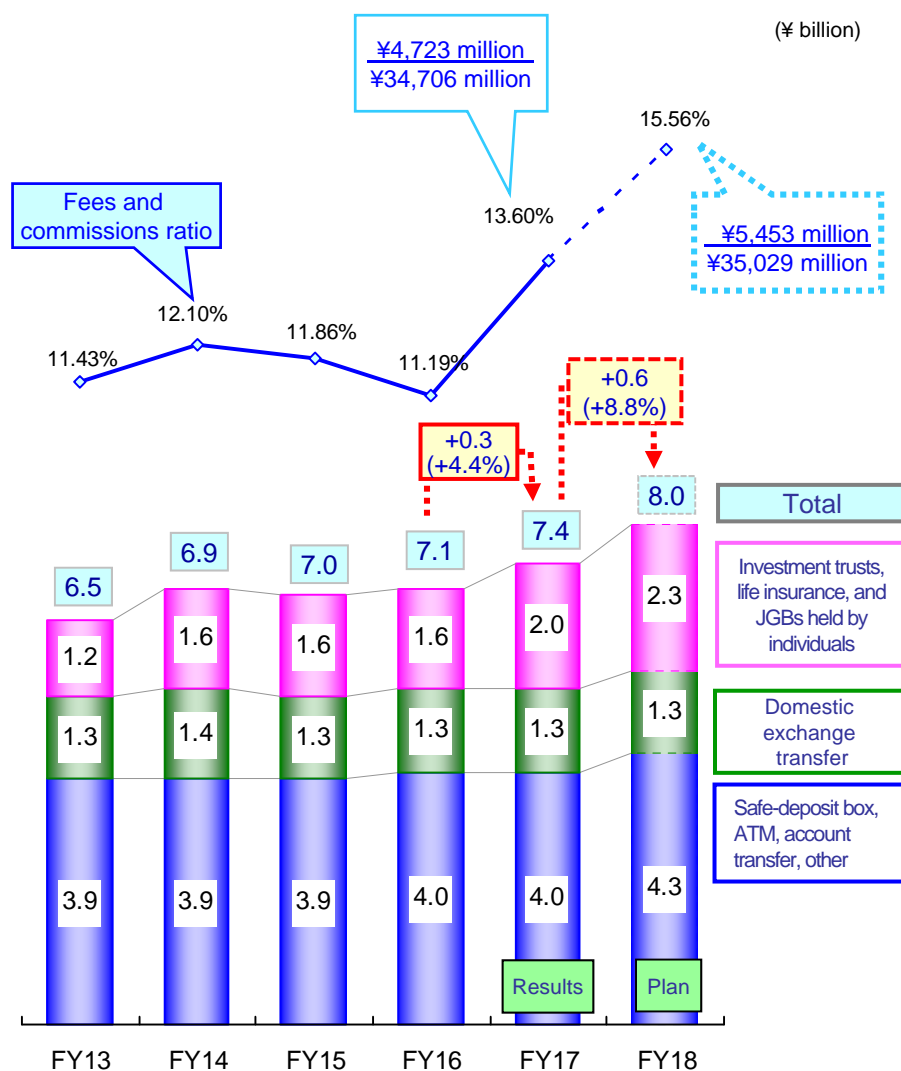 (¥ billion)
¥4,723 million
¥34,706 million
15.56%
13.60%
Fees and
commissions ratio
¥5,453 million
¥35,029 million
12.10%
11.86%
11.43%
11.19%
+0.6
(+8.8%)
+0.3
(+4.4%)
6.5
6.9
7.0
7.1
7.4
8.0
Total
1.2
1.6
1.6
1.6
2.0
2.3
Investment trusts,
life insurance, and
JGBs held by
individuals
1.3
1.4
1.3
1.3
1.3
1.3
Domestic
exchange
transfer
3.9
3.9
3.9
4.0
4.0
4.3
Safe-deposit box,
ATM, account
transfer, other
Results
Plan
FY13
FY14
FY15
FY16
FY17
FY18